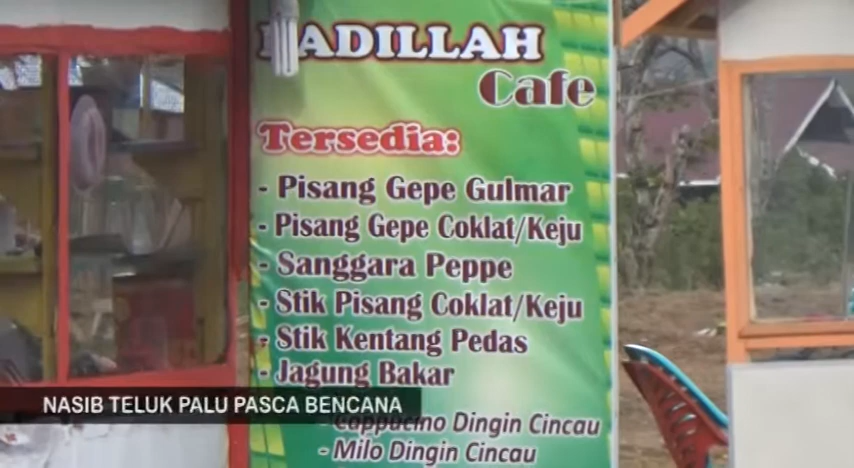 ADILLAH
Cafe
Tersedia:
- Pisang Gepe Gulmar
- Pisang Gepe Coklat/Keju
- Sanggara Peppe
- Stik Pisang Coklat/Keju
- Stik Kentang Pedas
- Jagung Bakar
- Cappucino Dingin Cincau
- Milo Dingin Cincau
NASIB TELUK PALU PASCA BENCANA